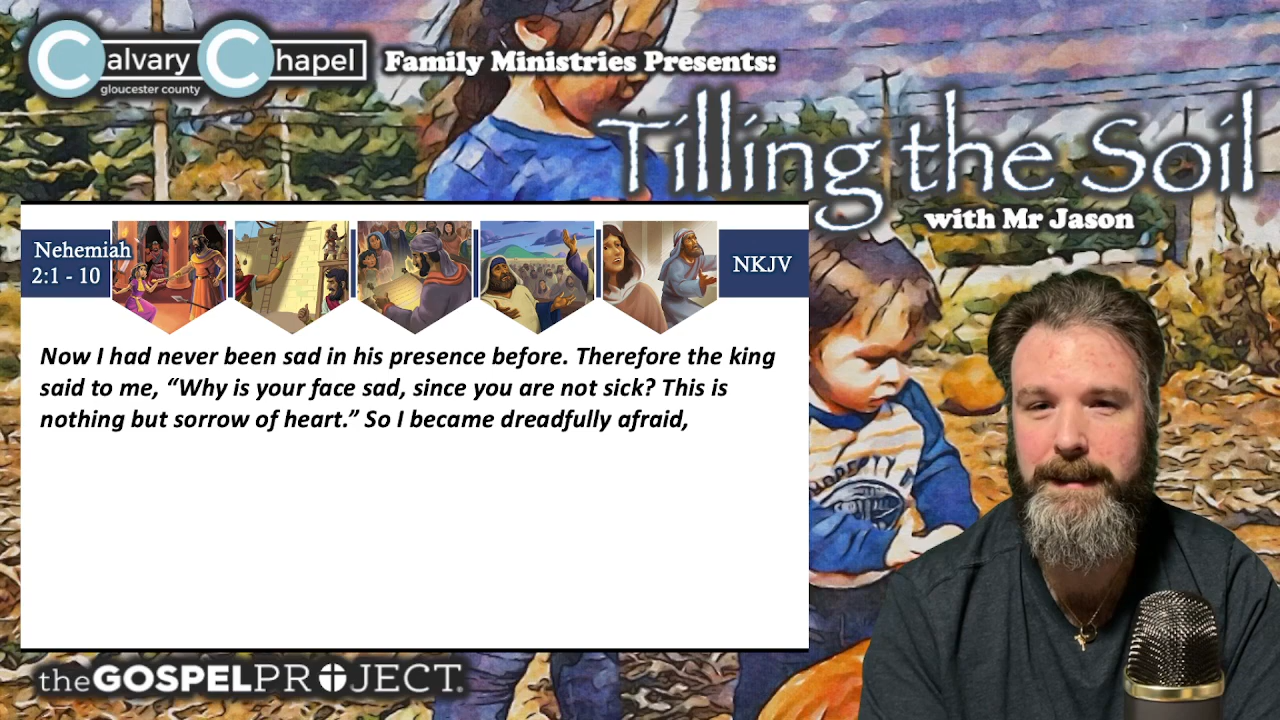 Calvary Chapel
gloucester county
Family Ministries Presents:
Tilling the Soil
with Mr Jason
Nehemiah
2:1 - 10
NKJV
Now I had never been sad in his presence before. Therefore the king
said to me, “Why is your face sad, since you are not sick? This is
nothing but sorrow of heart.” So I became dreadfully afraid,
theGOSPELPROJECT.